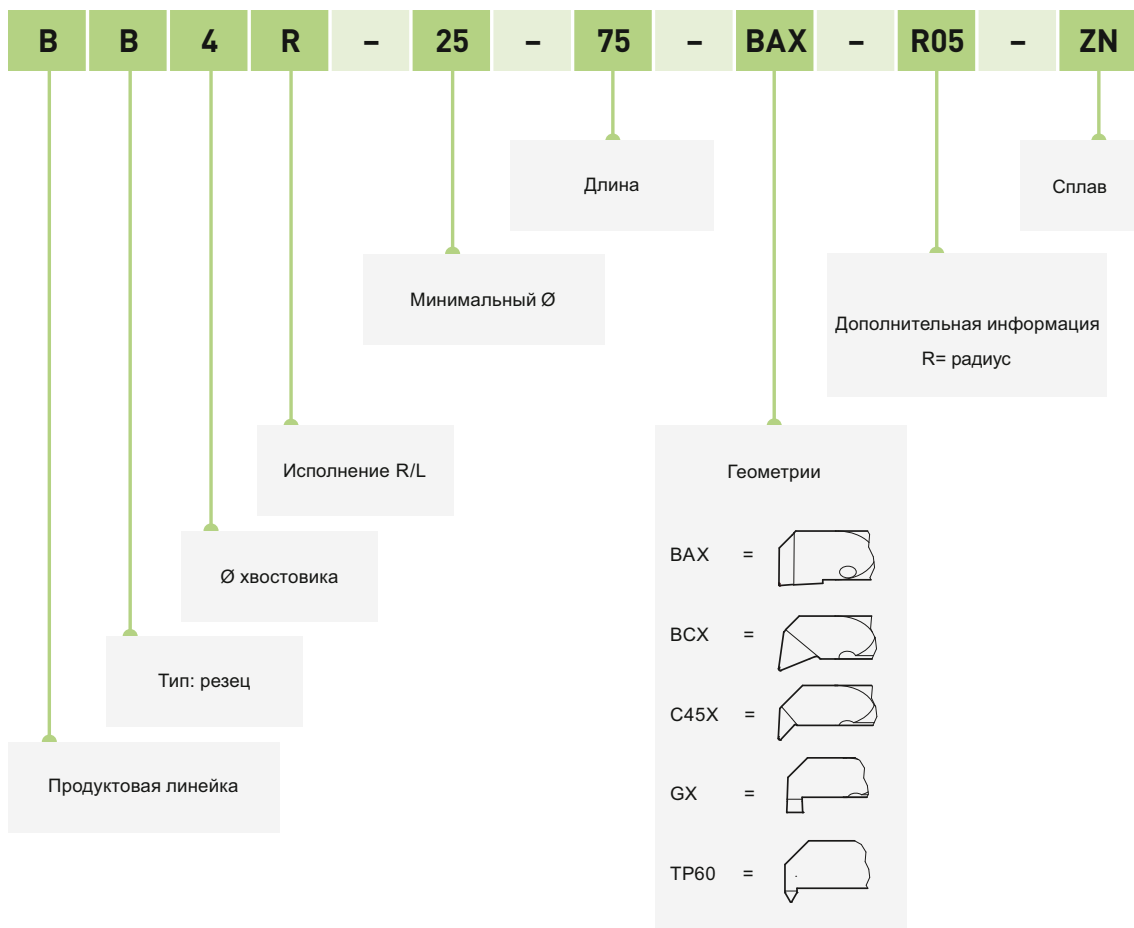 B B 4 R – 25 – 75 – BAX – R05 – ZN
Длина
Сплав
Минимальный Ø
Дополнительная информация
R= радиус
Исполнение R/L
Геометрии
Ø хвостовика
BAX =
BCX =
Тип: резец
C45X =
Продуктовая линейка
GX =
TP60 =